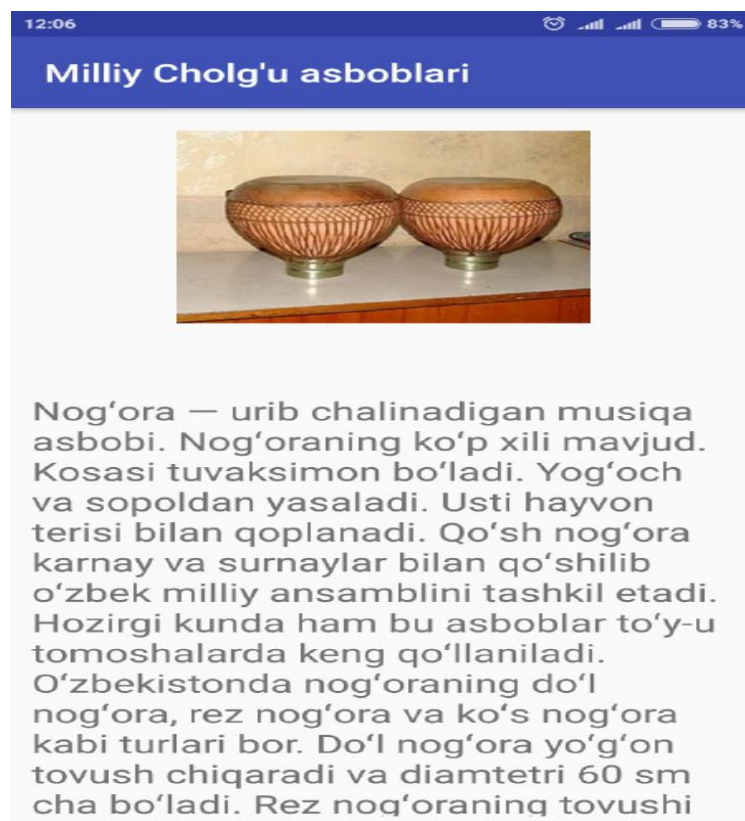 12:06
83%
Milliy Cholg'u asboblari
Nog‘ora — urib chalinadigan musiqa
asbobi. Nog‘oraning ko‘p xili mavjud.
Kosasi tuvaksimon bo‘ladi. Yog‘och
va sopoldan yasaladi. Usti hayvon
terisi bilan qoplanadi. Qo‘sh nog‘ora
karnay va surnaylar bilan qo‘shilib
o‘zbek milliy ansamblini tashkil etadi.
Hozirgi kunda ham bu asboblar to‘y-u
tomoshalarda keng qo‘llaniladi.
O‘zbekistonda nog‘oraning do‘l
nog‘ora, rez nog‘ora va ko‘s nog‘ora
kabi turlari bor. Do‘l nog‘ora yo‘g‘on
tovush chiqaradi va diamtetri 60 sm
cha bo‘ladi. Rez nog‘oraning tovushi